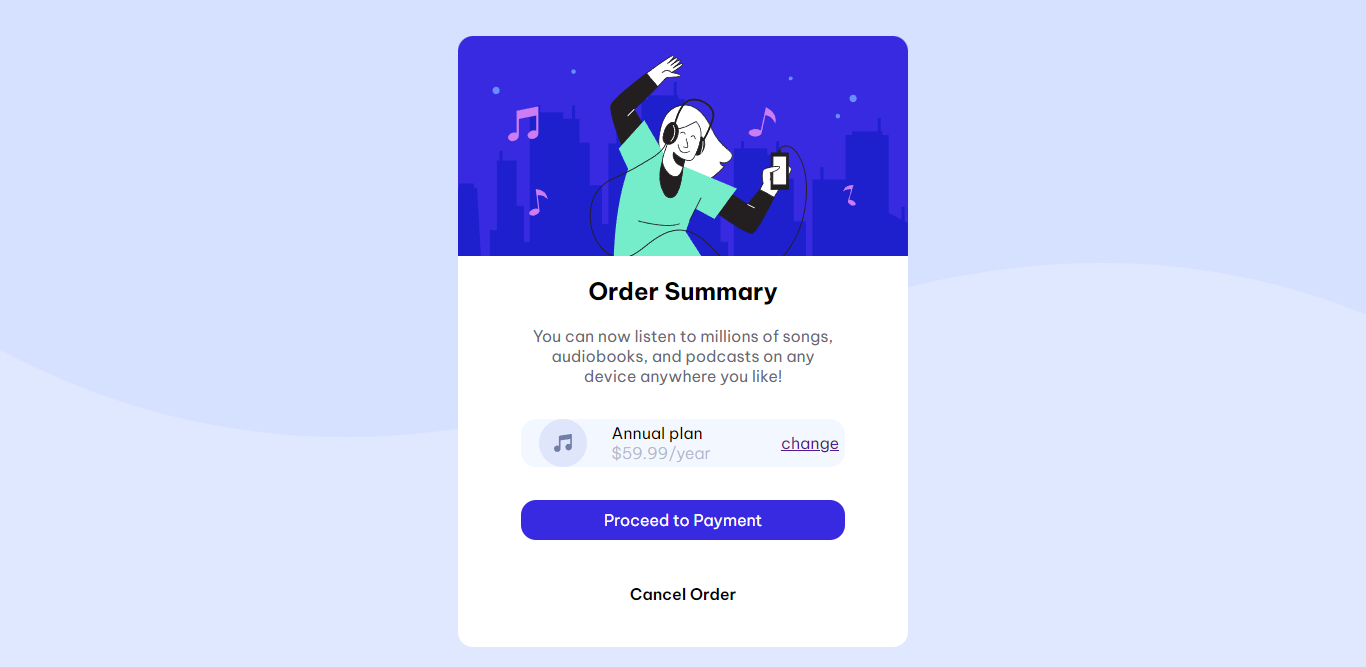 Order Summary
You can now listen to millions of songs,
audiobooks, and podcasts on any
device anywhere you like!
Annual plan
$59.99/year
change
Proceed to Payment
Cancel Order